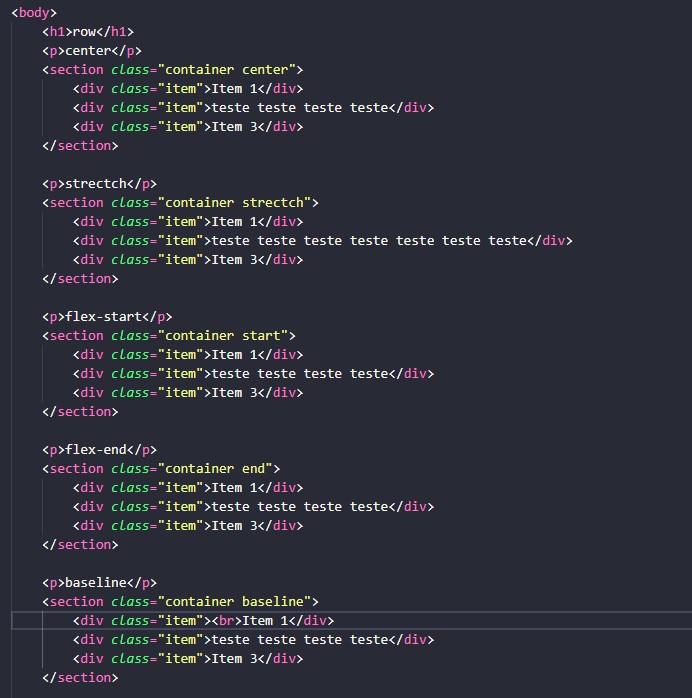 <body>
<h1>row</h1>
<p>center</p>
<section class="container center">
<div class="item">Item 1</div>
<div class="item">teste teste teste teste</div>
<div class="item">Item 3</div>
</section>
<p>strectch</p>
<section class="container strectch">
<div class="item">Item 1</div>
<div class="item">teste teste teste teste teste teste teste</div>
<div class="item">Item 3</div>
</section>
<p>flex-start</p>
<section class="container start">
<div class="item">Item 1</div>
<div class="item">teste teste teste teste</div>
<div class="item">Item 3</div>
</section>
<p>flex-end</p>
<section class="container end">
<div class="item">Item 1</div>
<div class="item">teste teste teste teste</div>
<div class="item">Item 3</div>
</section>
<p>baseline</p>
<section class="container baseline">
<div class="item"><br>Item 1</div>
<div class="item">teste teste teste teste</div>
<div class="item">Item 3</div>
</section>